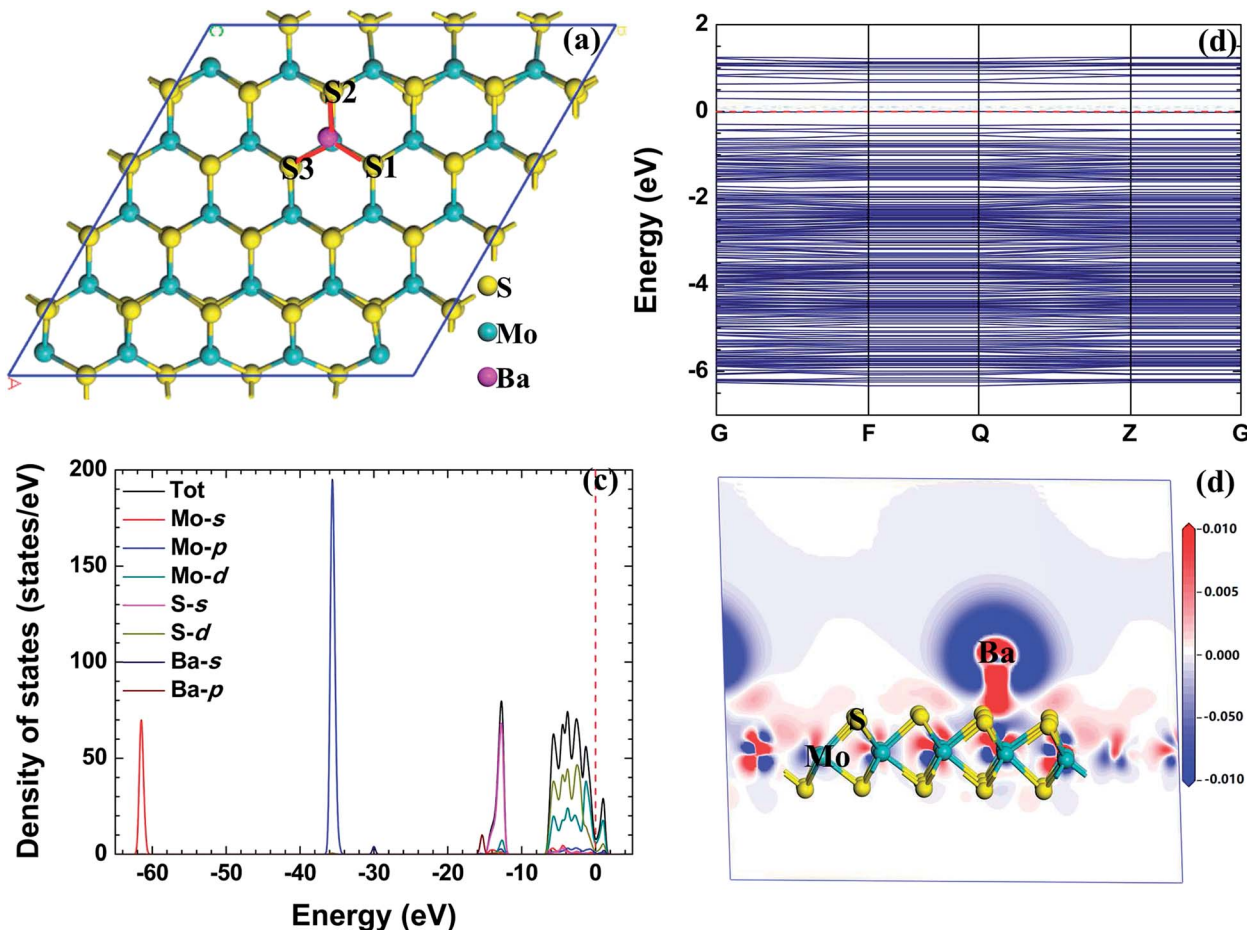 (a)
C
B
S2
S3
S1
S
Mo
Ba
A
(d)
2
0
-2
-4
-6
Energy (eV)
G
F
Q
Z
G
(c)
200
150
100
50
0
Density of states (states/eV)
Tot
Mo-s
Mo-p
Mo-d
S-s
S-d
Ba-s
Ba-p
-60
-50
-40
-30
-20
-10
0
Energy (eV)
(d)
Ba
S
Mo
0.010
0.005
0.000
-0.050
-0.010